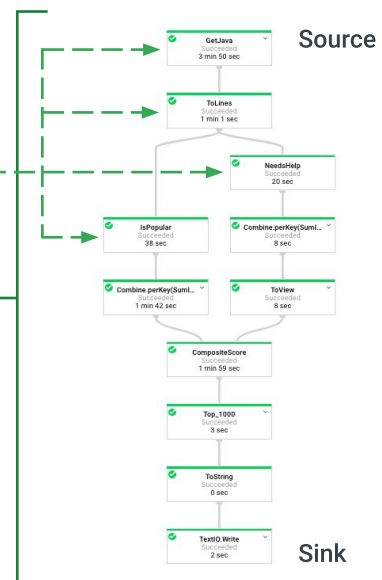 Source
GetJava
Succeeded
3 min 50 sec
ToLines
Succeeded
1 min 1 sec
NeedsHelp
Succeeded
20 sec
IsPopular
Succeeded
38 sec
Combine.perKey(SumI...
Succeeded
8 sec
Combine.perKey(SumI...
Succeeded
1 min 42 sec
ToView
Succeeded
8 sec
CompositeScore
Succeeded
1 min 59 sec
Top_1000
Succeeded
3 sec
ToString
Succeeded
0 sec
TextIO.Write
Succeeded
2 sec
Sink